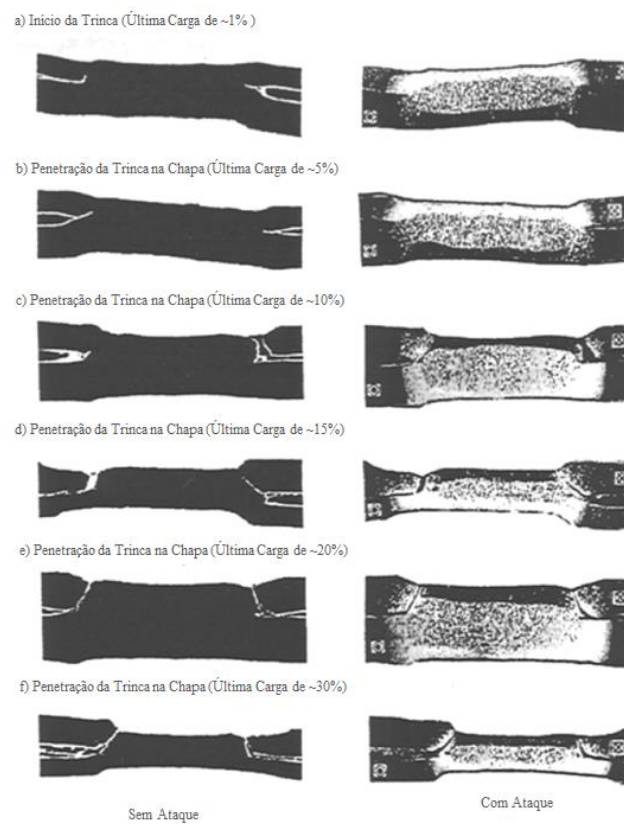 a) Início da Trinca (Última Carga de ~1% )
b) Penetração da Trinca na Chapa (Última Carga de ~5%)
c) Penetração da Trinca na Chapa (Última Carga de ~10%)
d) Penetração da Trinca na Chapa (Última Carga de ~15%)
e) Penetração da Trinca na Chapa (Última Carga de ~20%)
f) Penetração da Trinca na Chapa (Última Carga de ~30%)
Sem Ataque
Com Ataque